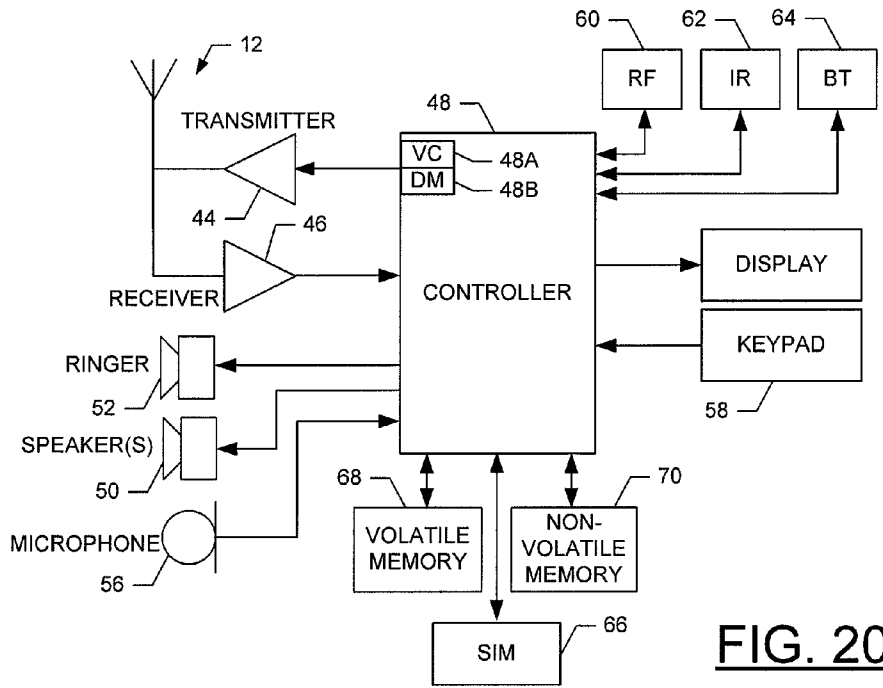 12
60
62
64
RF
IR
BT
TRANSMITTER
48
VC
48A
DM
48B
44
46
RECEIVER
CONTROLLER
DISPLAY
KEYPAD
58
RINGER
52
SPEAKER(S)
50
MICROPHONE
56
68
VOLATILE
MEMORY
70
NON-
VOLATILE
MEMORY
SIM
66
FIG. 20